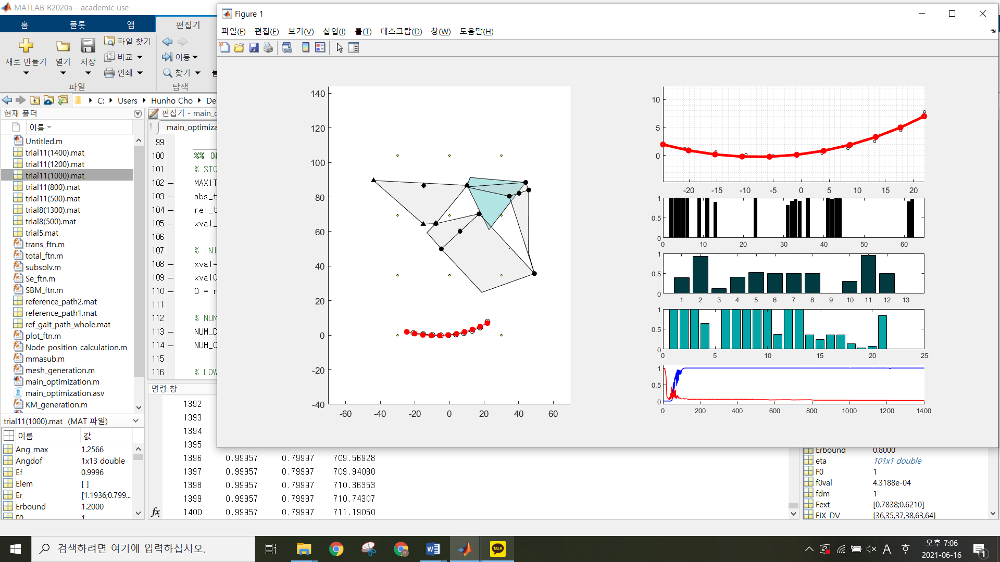 MATLAB R2020a - academic use
홈 플롯 앱 편집기
새로 만들기 열기 저장 파일 찾기 비교 인쇄 이동 찾기
파일 탐색
C: Users Hunho Cho
현재 폴더
이름
Untitled.m
trial11(1400).mat
trial11(1200).mat
trial11(1000).mat
trial11(800).mat
trial11(500).mat
trial8(1300).mat
trial8(500).mat
trial5.mat
trans_ftn.m
total_ftn.m
subsolv.m
Se_ftn.m
SBM_ftn.m
reference_path2.mat
reference_path1.mat
ref_gait_path_whole.mat
plot_ftn.m
Node_position_calculation.m
mmasub.m
mesh_generation.m
main_optimization.m
main_optimization.asv
KM_generation.m
trial11(1000).mat (MAT 파일)
이름 값
Ang_max 1.2566
Angdof 1x13 double
Ef 0.9996
Elem [ ]
Er [1.1936;0.799...
Erbound 1.2000
F0 1
편집기 - main_o
main_optimiza
99
100 %% O
101 % STO
102 MAXIT
103 abs_t
104 rel_t
105 xval_
106
107 % INI
108 xval=
109 xvalO
110 Q = r
111
112 % NUM
113 NUM_D
114 NUM_C
115
116 % LOW
명령 창
1392
1393
1394
1395
1396 0.99957 0.79997 709.56928
1397 0.99957 0.79997 709.94080
1398 0.99957 0.79997 710.36353
1399 0.99957 0.79997 710.74307
1400 0.99957 0.79997 711.19050
fx
Figure 1
파일(F) 편집(E) 보기(V) 삽입(I) 툴(T) 데스크탑(D) 창(W) 도움말(H)
140
120
100
80
60
40
20
0
-20
-40
-60 -40 -20 0 20 40 60
10
5
0
-20 -15 -10 -5 0 5 10 15 20
1
0.5
0
0 10 20 30 40 50 60
1
0.5
0
1 2 3 4 5 6 7 8 9 10 11 12 13
1
0.5
0
0 5 10 15 20 25
1
0.5
0
0 200 400 600 800 1000 1200 1400
Erbound 0.8000
eta 101x1 double
F0 1
f0val 4.3188e-04
fdm 1
Fext [0.7838;0.6210]
FIX_DV [36,35,37,38,63,64]
검색하려면 여기에 입력하십시오.
TALK
A 한
오후 7:06
2021-06-16
1